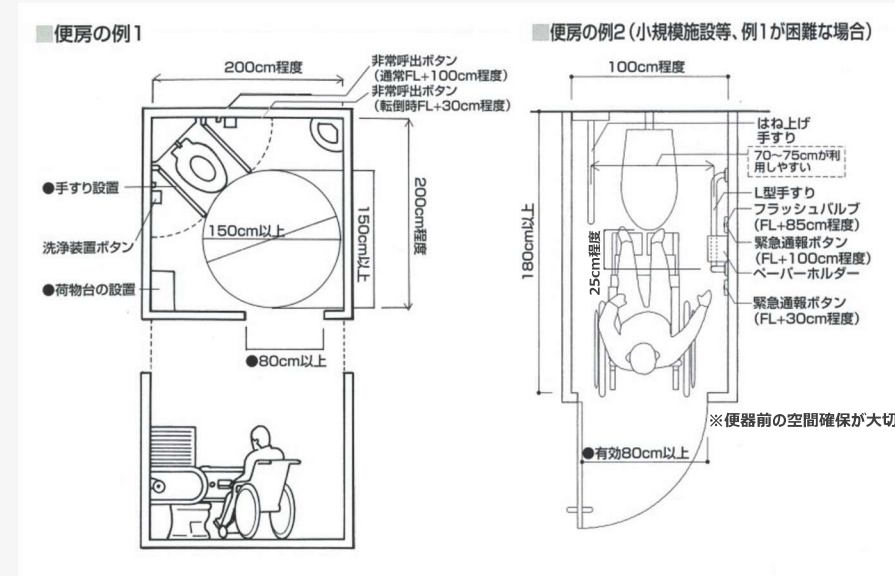 便房の例1
200cm程度
非常呼出ボタン
(通常FL+100cm程度)
非常呼出ボタン
(転倒時FL+30cm程度)
●手すり設置
150cm以上
150cm以上
200cm程度
洗浄装置ボタン
●荷物台の設置
●80cm以上
便房の例2(小規模施設等、例1が困難な場合)
100cm程度
はね上げ
手すり
70〜75cmが利
用しやすい
L型手すり
フラッシュバルブ
(FL+85cm程度)
緊急通報ボタン
(FL+100cm程度)
ペーパーホルダー
緊急通報ボタン
(FL+30cm程度)
180cm以上
25cm程度
※便器前の空間確保が大切
●有効80cm以上